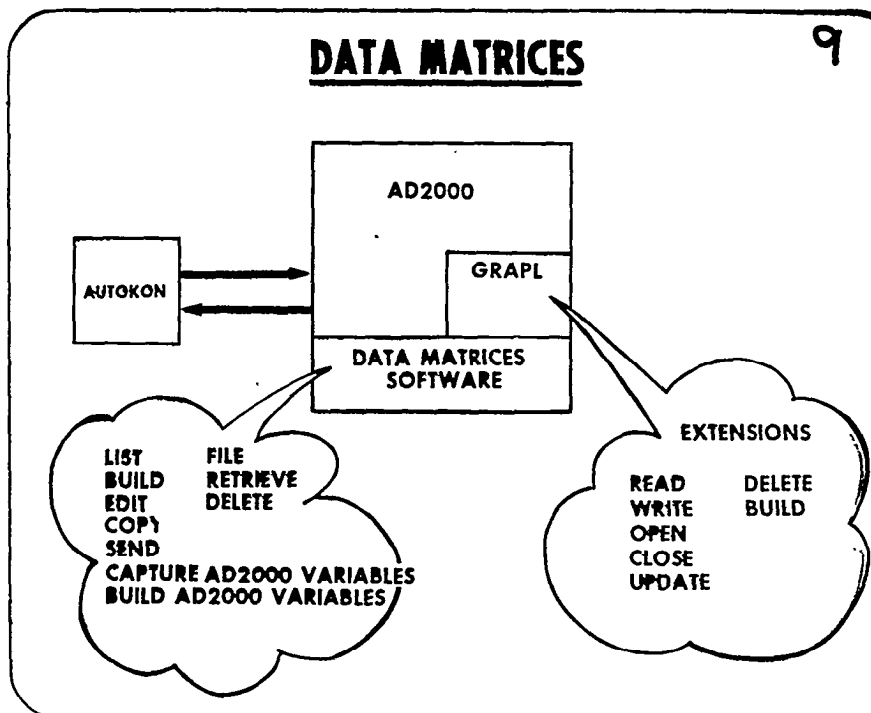 9
DATA MATRICES
AD2000
GRAPL
AUTOKON
DATA MATRICES
SOFTWARE
LIST FILE
BUILD RETRIEVE
EDIT DELETE
COPY
SEND
CAPTURE AD2000 VARIABLES
BUILD AD2000 VARIABLES
EXTENSIONS
READ DELETE
WRITE BUILD
OPEN
CLOSE
UPDATE